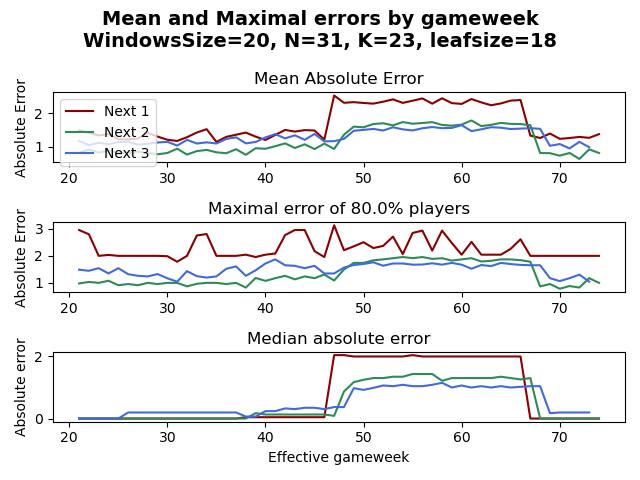 Mean and Maximal errors by gameweek
WindowsSize=20, N=31, K=23, leafsize=18
Mean Absolute Error
Absolute Error
2
1
Next 1
Next 2
Next 3
20 30 40 50 60 70
Maximal error of 80.0% players
Absolute Error
3
2
1
20 30 40 50 60 70
Median absolute error
Absolute error
2
0
20 30 40 50 60 70
Effective gameweek